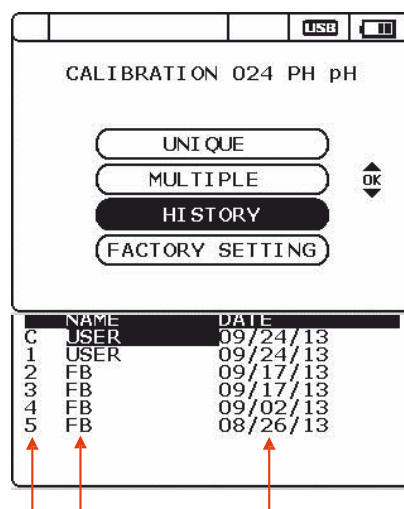 USB
CALIBRATION 024 PH pH
UNIQUE
MULTIPLE
OK
HISTORY
FACTORY SETTING
NAME DATE
C USER 09/24/13
1 USER 09/24/13
2 FB 09/17/13
3 FB 09/17/13
4 FB 09/02/13
5 FB 08/26/13